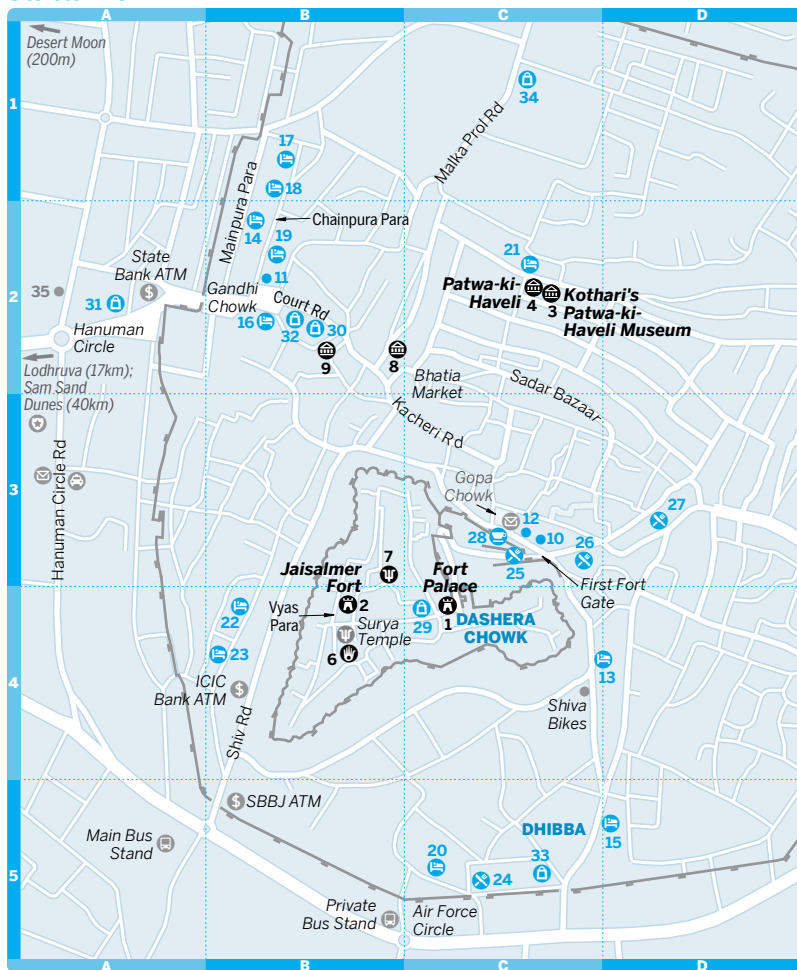 A
B
C
D
Desert Moon
(200m)
1
34
Malka Prol Rd
17
18
Mainpura Para
14
Chainpura Para
19
State
Bank ATM
11
21
35
31
2
Gandhi
Chowk
Court Rd
Patwa-ki-
Haveli
4
3
Kothari's
Patwa-ki-
Haveli Museum
16
32
30
Hanuman
Circle
9
8
Lodhruva (17km);
Sam Sand
Dunes (40km)
Bhatia
Market
Sadar Bazaar
Kacheri Rd
Hanuman Circle Rd
3
Gopa
Chowk
12
10
27
28
26
25
7
Jaisalmer
Fort
Fort
Palace
First Fort
Gate
22
Vyas
Para
2
Surya
Temple
29
1
DASHERA
CHOWK
23
6
4
13
ICIC
Bank ATM
Shiv Rd
Shiva
Bikes
SBBJ ATM
DHIBBA
15
Main Bus
Stand
20
33
24
5
Private
Bus Stand
Air Force
Circle
A
B
C
D